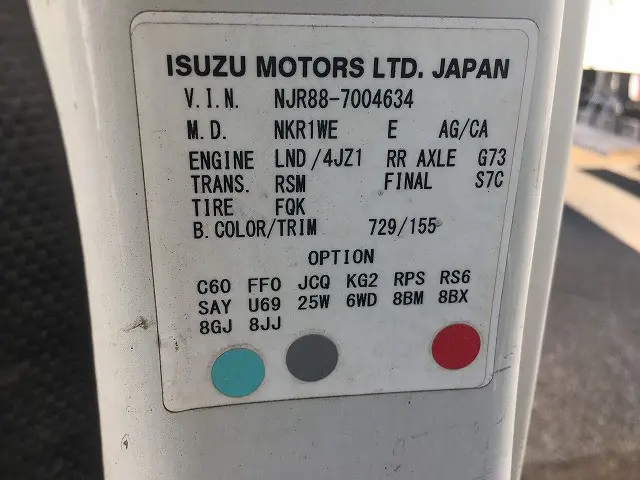 ISUZU MOTORS LTD. JAPAN
V.I.N. NJR88-7004634
M.D. NKR1WE E AG/CA
ENGINE LND/4JZ1 RR AXLE G73
TRANS. RSM FINAL S7C
TIRE FQK
B.COLOR/TRIM 729/155
OPTION
C60 FF0 JCQ KG2 RPS RS6
SAY U69 25W 6WD 8BM 8BX
8GJ 8JJ